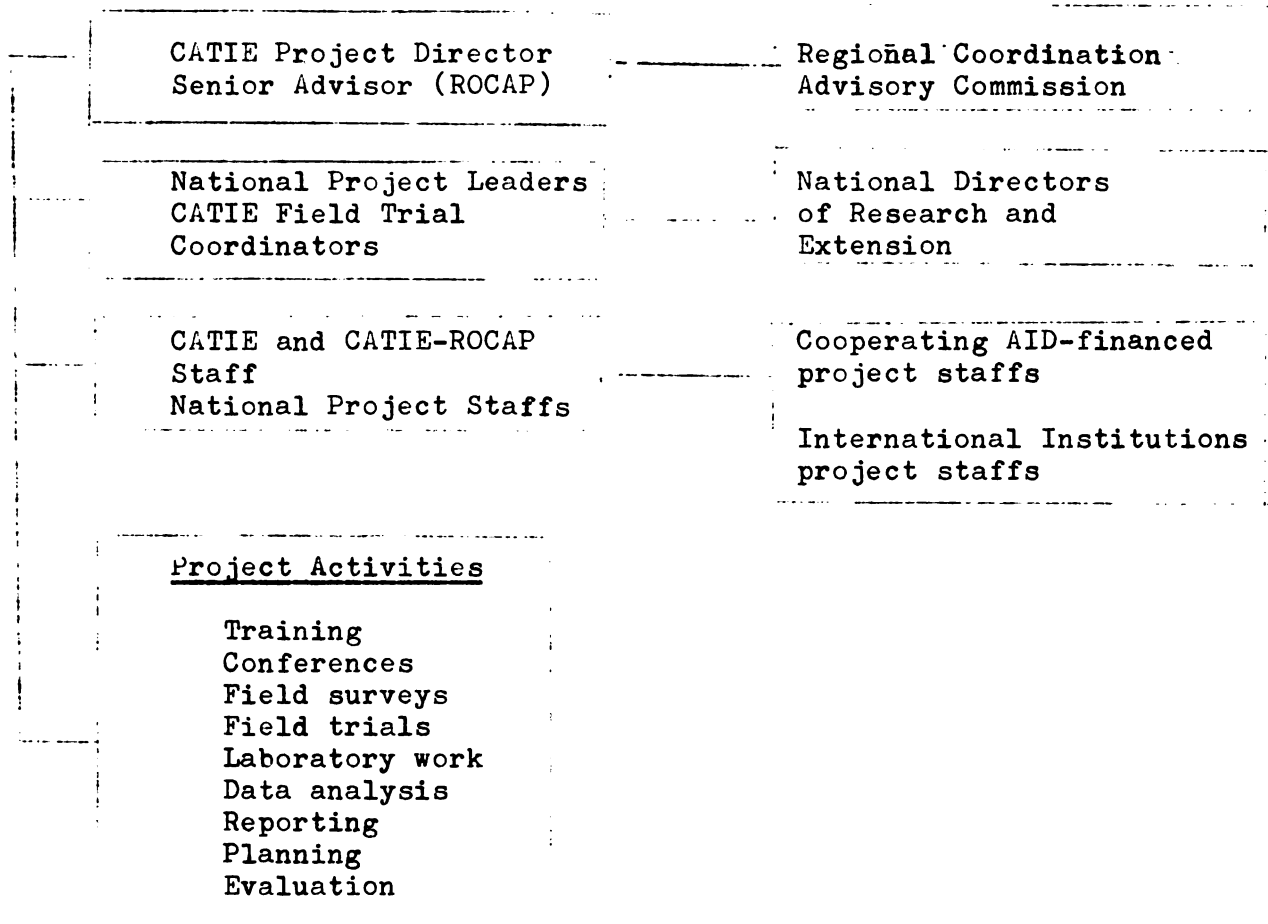 CATIE Project Director
Senior Advisor (ROCAP)
Regional Coordination
Advisory Commission
National Project Leaders
CATIE Field Trial
Coordinators
National Directors
of Research and
Extension
CATIE and CATIE-ROCAP
Staff
National Project Staffs
Cooperating AID-financed
project staffs
International Institutions
project staffs
Project Activities
Training
Conferences
Field surveys
Field trials
Laboratory work
Data analysis
Reporting
Planning
Evaluation